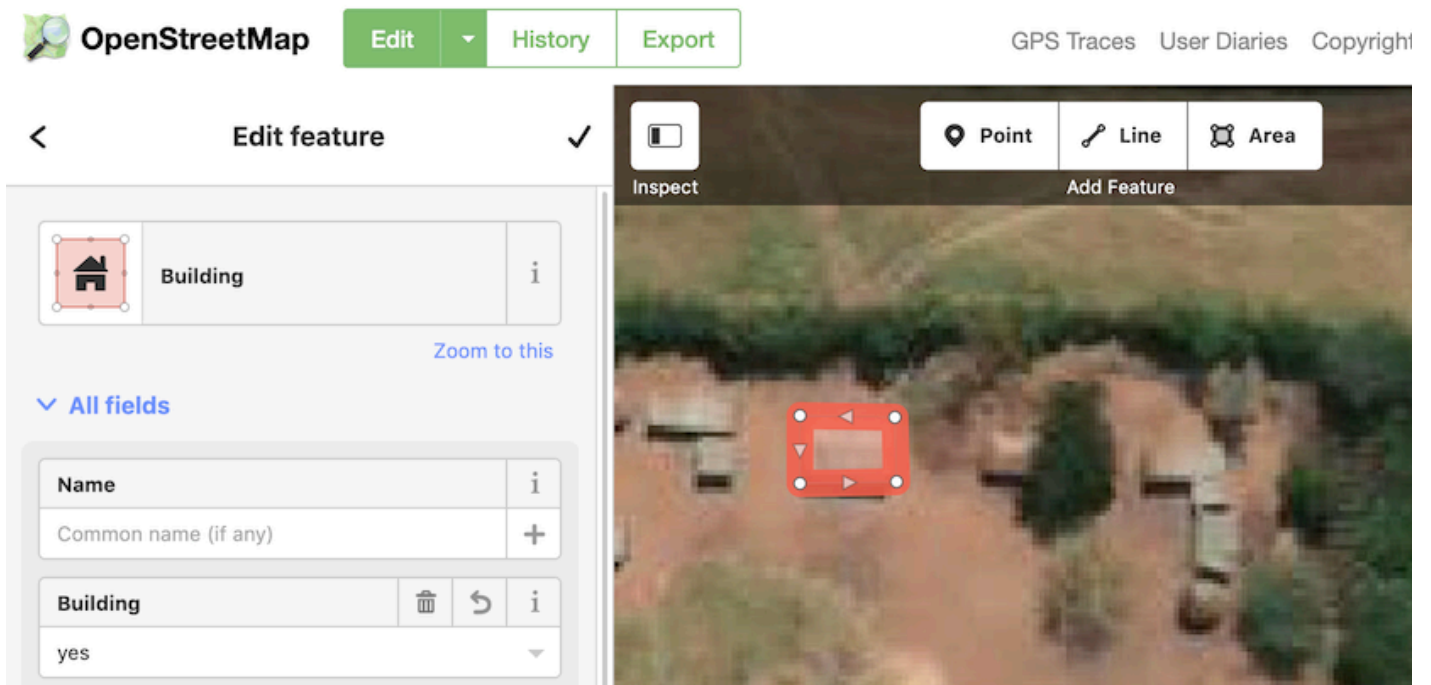 OpenStreetMap Edit History Export GPS Traces User Diaries Copyright
Edit feature
Inspect
Point Line Area
Add Feature
Building i
Zoom to this
All fields
Name i
Common name (if any) +
Building i
yes